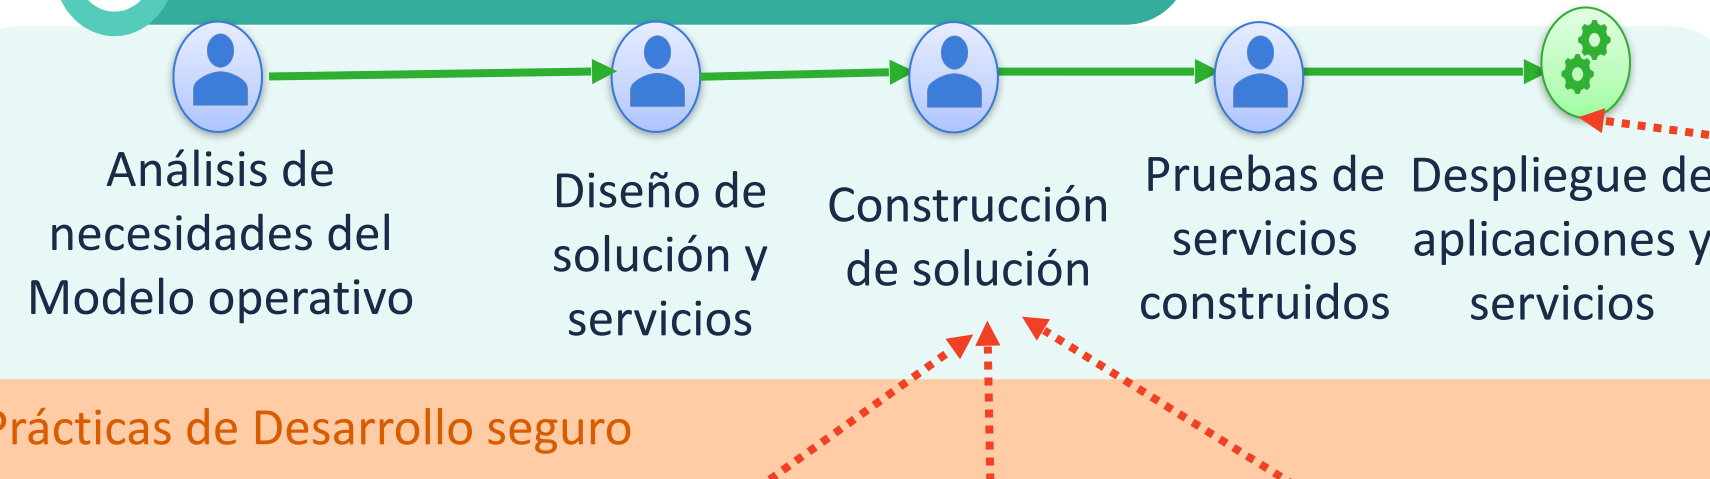 Análisis de
necesidades del
Modelo operativo
Diseño de
solución y
servicios
Construcción
de solución
Pruebas de
servicios
construidos
Despliegue de
aplicaciones y
servicios
Prácticas de Desarrollo seguro